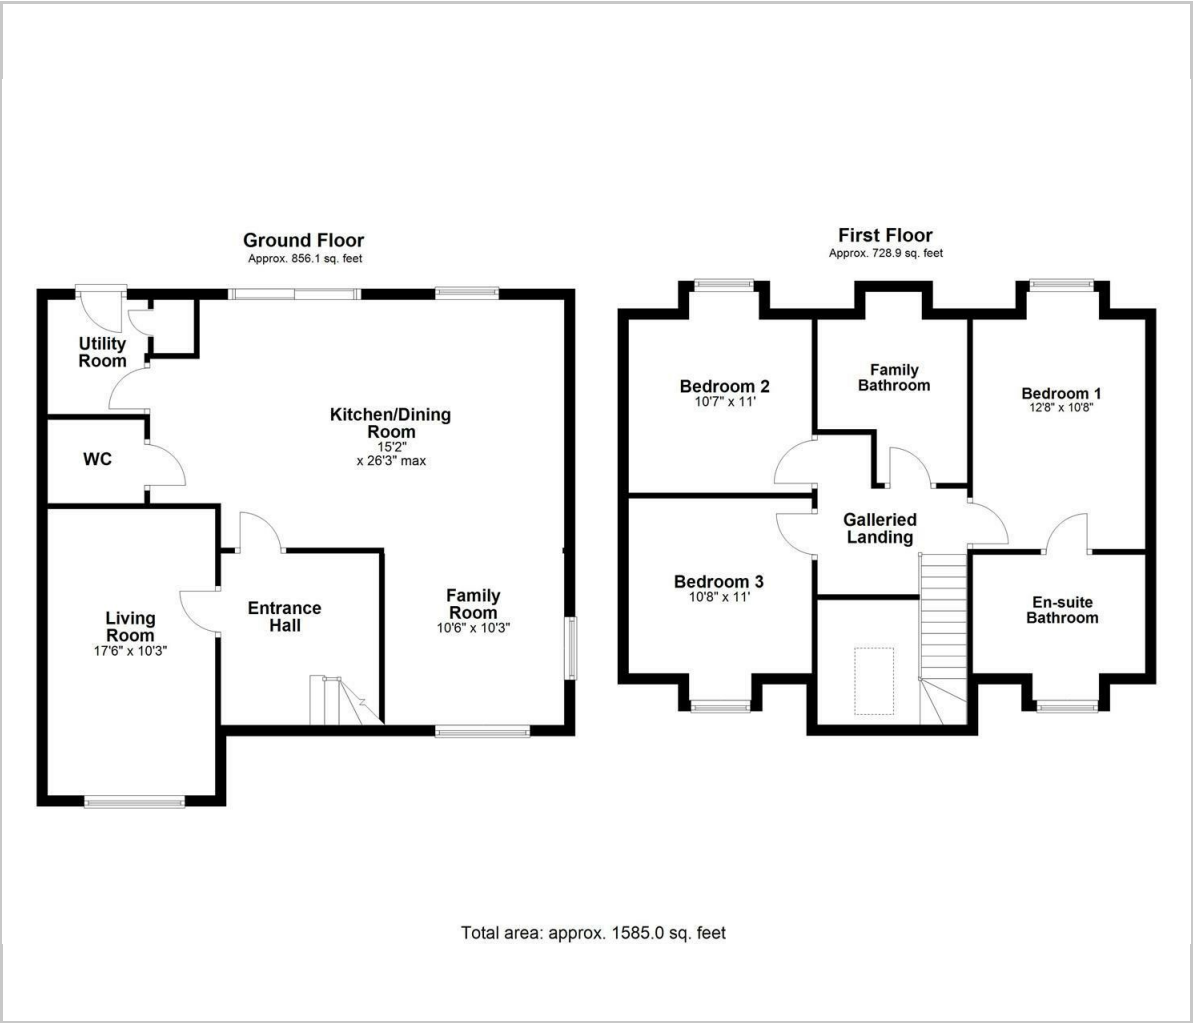 Ground Floor
Approx. 856.1 sq. feet
Utility
Room
Kitchen/Dining
Room
15'2"
x 26'3" max
WC
Living
Room
17'6" x 10'3"
Entrance
Hall
Family
Room
10'6" x 10'3"
First Floor
Approx. 728.9 sq. feet
Bedroom 2
10'7" x 11'
Family
Bathroom
Bedroom 1
12'8" x 10'8"
Galleried
Landing
Bedroom 3
10'8" x 11'
En-suite
Bathroom
Total area: approx. 1585.0 sq. feet